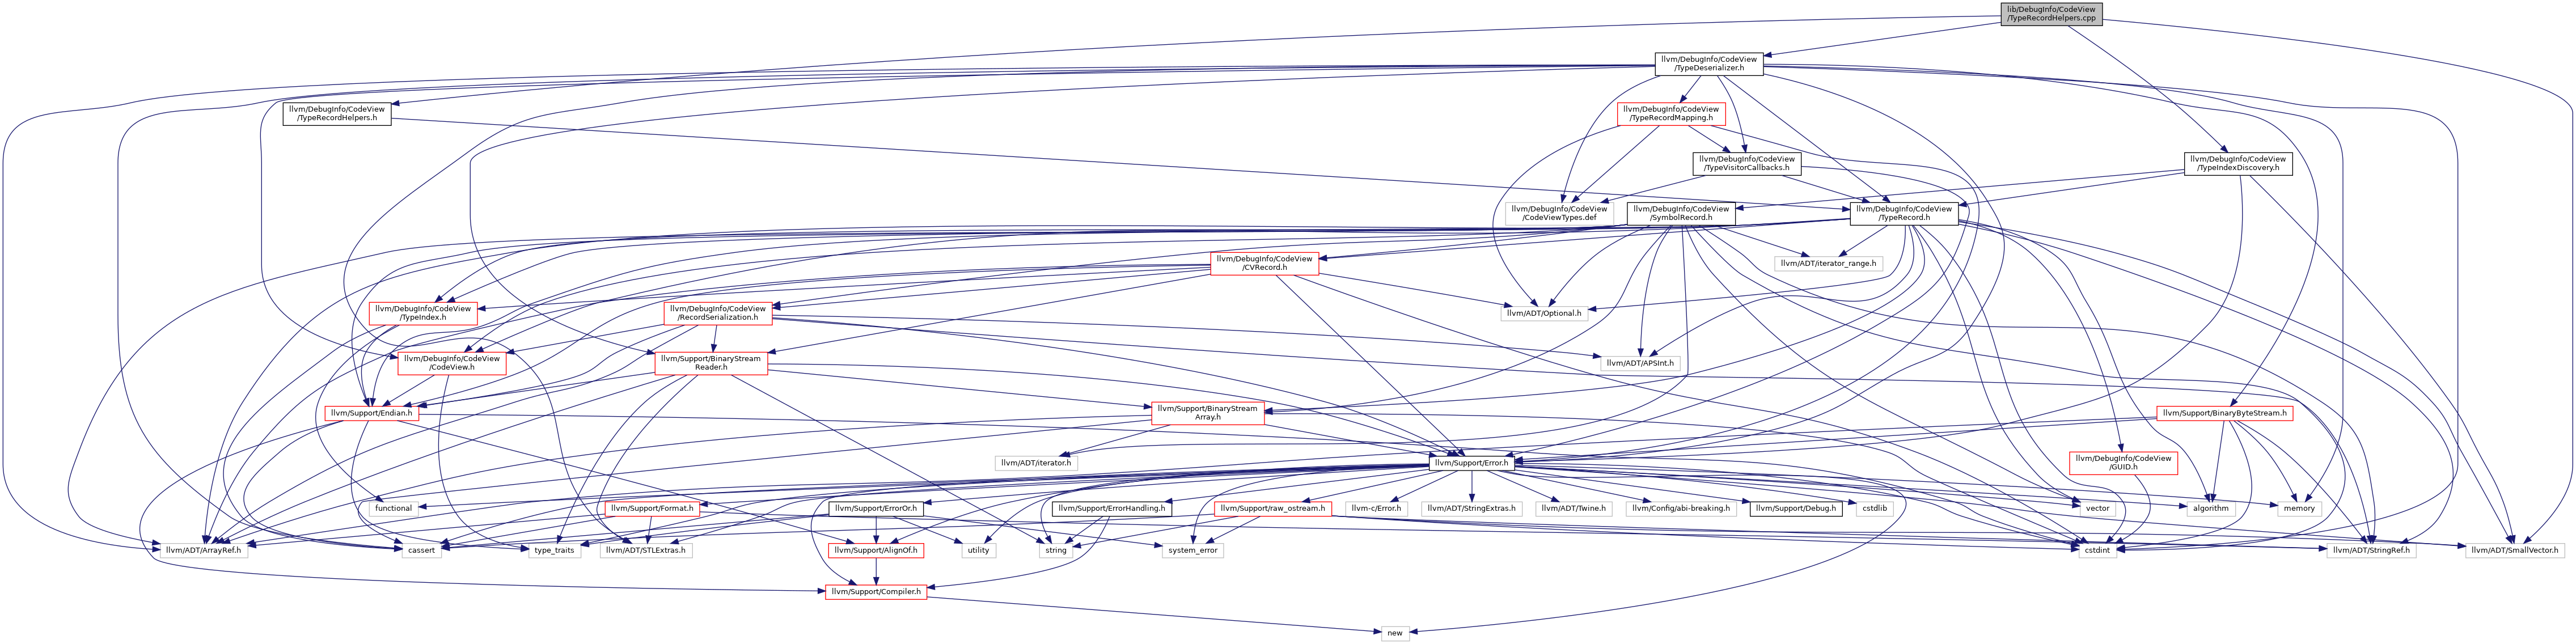 lib/DebugInfo/CodeView
/TypeRecordHelpers.cpp
llvm/DebugInfo/CodeView
/TypeDeserializer.h
llvm/DebugInfo/CodeView
/TypeRecordHelpers.h
llvm/DebugInfo/CodeView
/TypeRecordMapping.h
llvm/DebugInfo/CodeView
/TypeVisitorCallbacks.h
llvm/DebugInfo/CodeView
/TypeIndexDiscovery.h
llvm/DebugInfo/CodeView
/CodeViewTypes.def
llvm/DebugInfo/CodeView
/SymbolRecord.h
llvm/DebugInfo/CodeView
/TypeRecord.h
llvm/DebugInfo/CodeView
/CVRecord.h
llvm/ADT/iterator_range.h
llvm/DebugInfo/CodeView
/TypeIndex.h
llvm/DebugInfo/CodeView
/RecordSerialization.h
llvm/ADT/Optional.h
llvm/DebugInfo/CodeView
/CodeView.h
llvm/Support/BinaryStream
Reader.h
llvm/ADT/APSInt.h
llvm/Support/Endian.h
llvm/Support/BinaryStream
Array.h
llvm/Support/BinaryByteStream.h
llvm/ADT/iterator.h
llvm/Support/Error.h
llvm/DebugInfo/CodeView
/GUID.h
functional
llvm/Support/Format.h
llvm/Support/ErrorOr.h
llvm/Support/ErrorHandling.h
llvm/Support/raw_ostream.h
llvm-c/Error.h
llvm/ADT/StringExtras.h
llvm/ADT/Twine.h
llvm/Config/abi-breaking.h
llvm/Support/Debug.h
cstdlib
vector
algorithm
memory
llvm/ADT/ArrayRef.h
cassert
type_traits
llvm/ADT/STLExtras.h
llvm/Support/AlignOf.h
utility
string
system_error
cstdint
llvm/ADT/StringRef.h
llvm/ADT/SmallVector.h
llvm/Support/Compiler.h
new